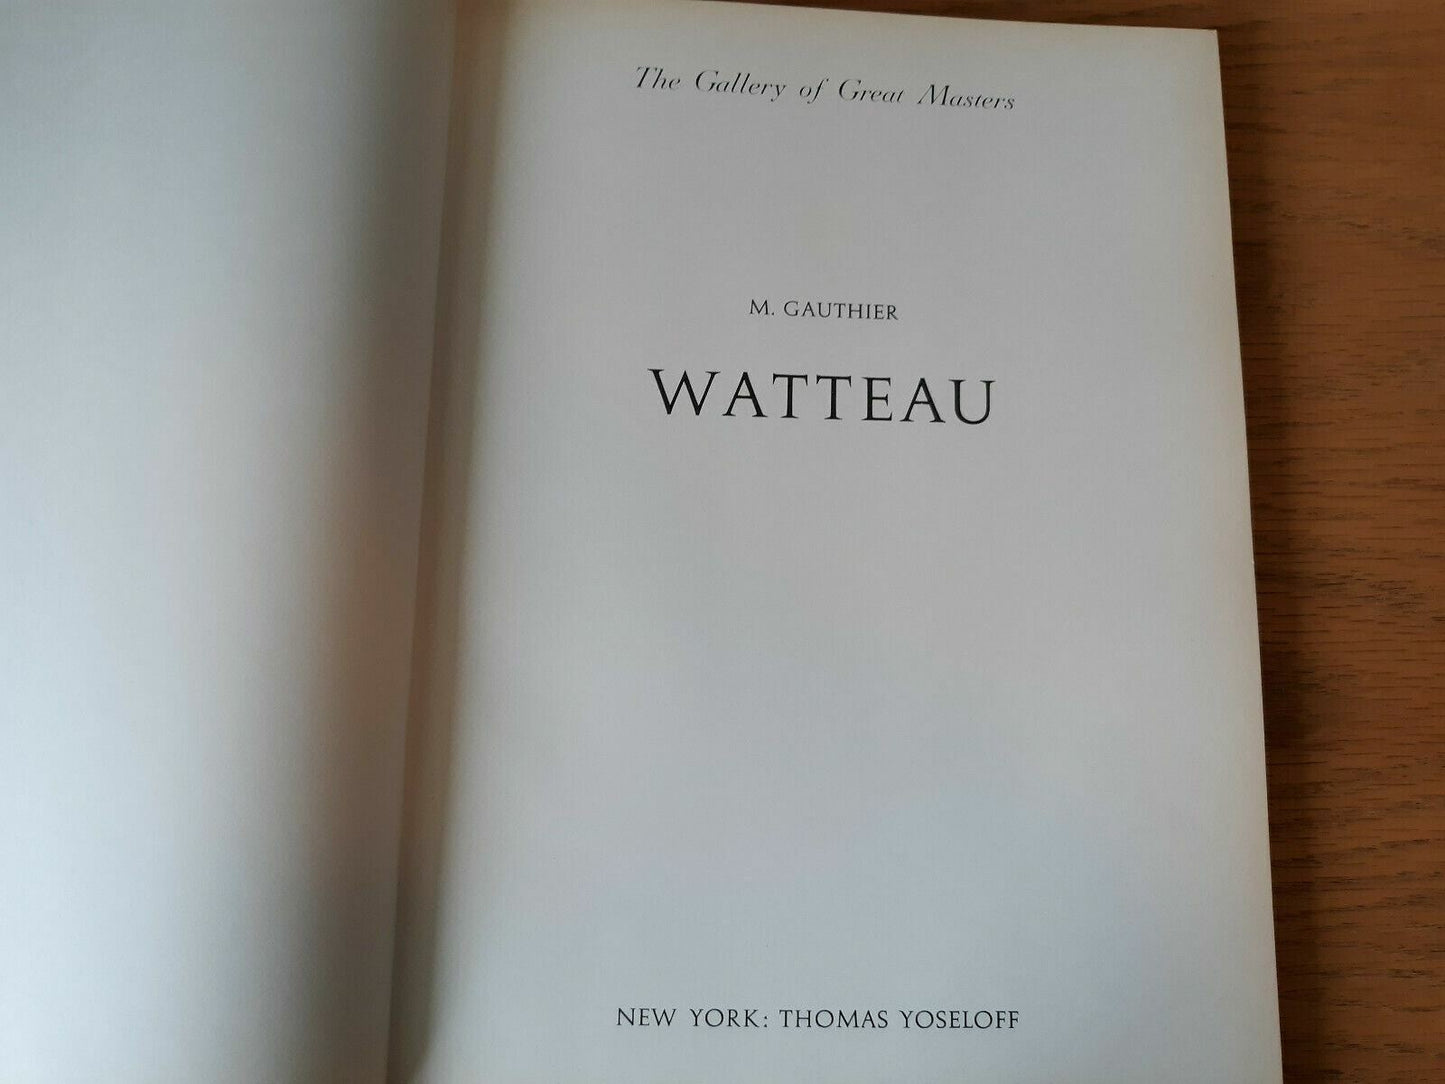 The Gallery of Great Masters
M. GAUTHIER
WATTEAU
NEW YORK: THOMAS YOSELOFF